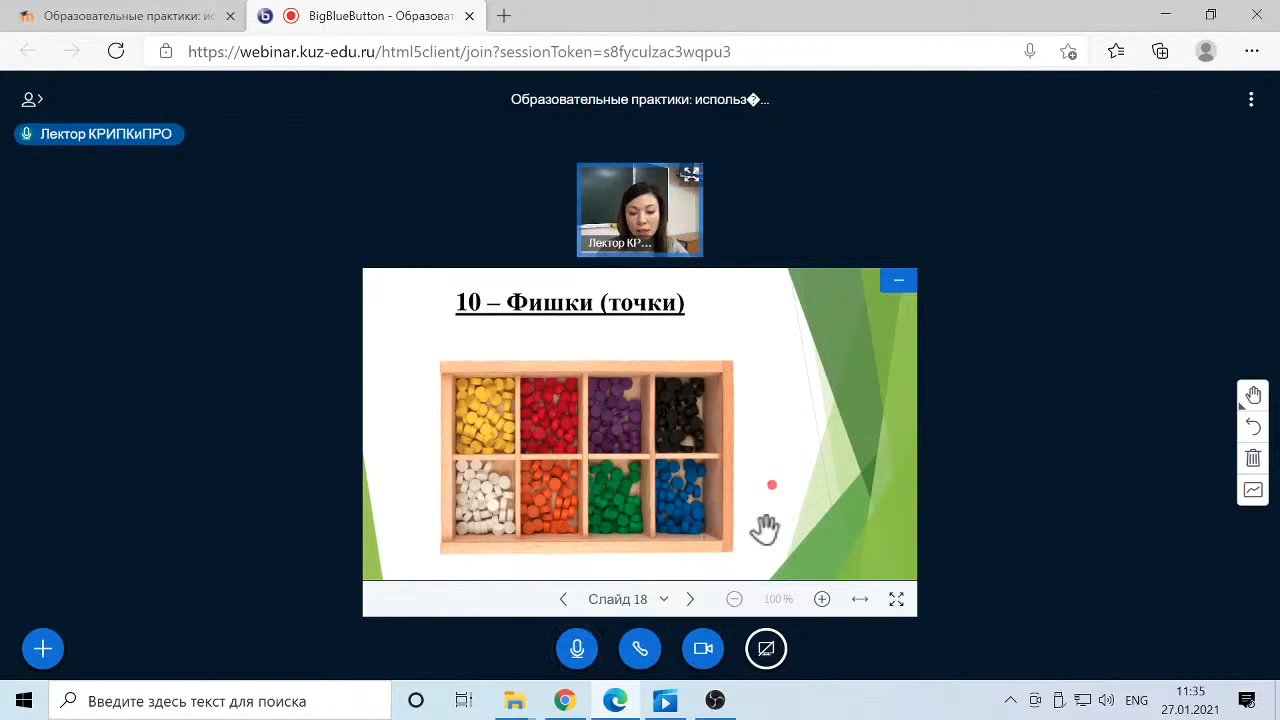 Образовательные практики: ис
BigBlueButton - Образоват
https://webinar.kuz-edu.ru/html5client/join?sessionToken=s8fyculzac3wqpu3
Образовательные практики: использ�...
Лектор КРИПКиПРО
Лектор КР...
10 – Фишки (точки)
Слайд 18
100 %
Введите здесь текст для поиска
ENG
11:35
27.01.2021